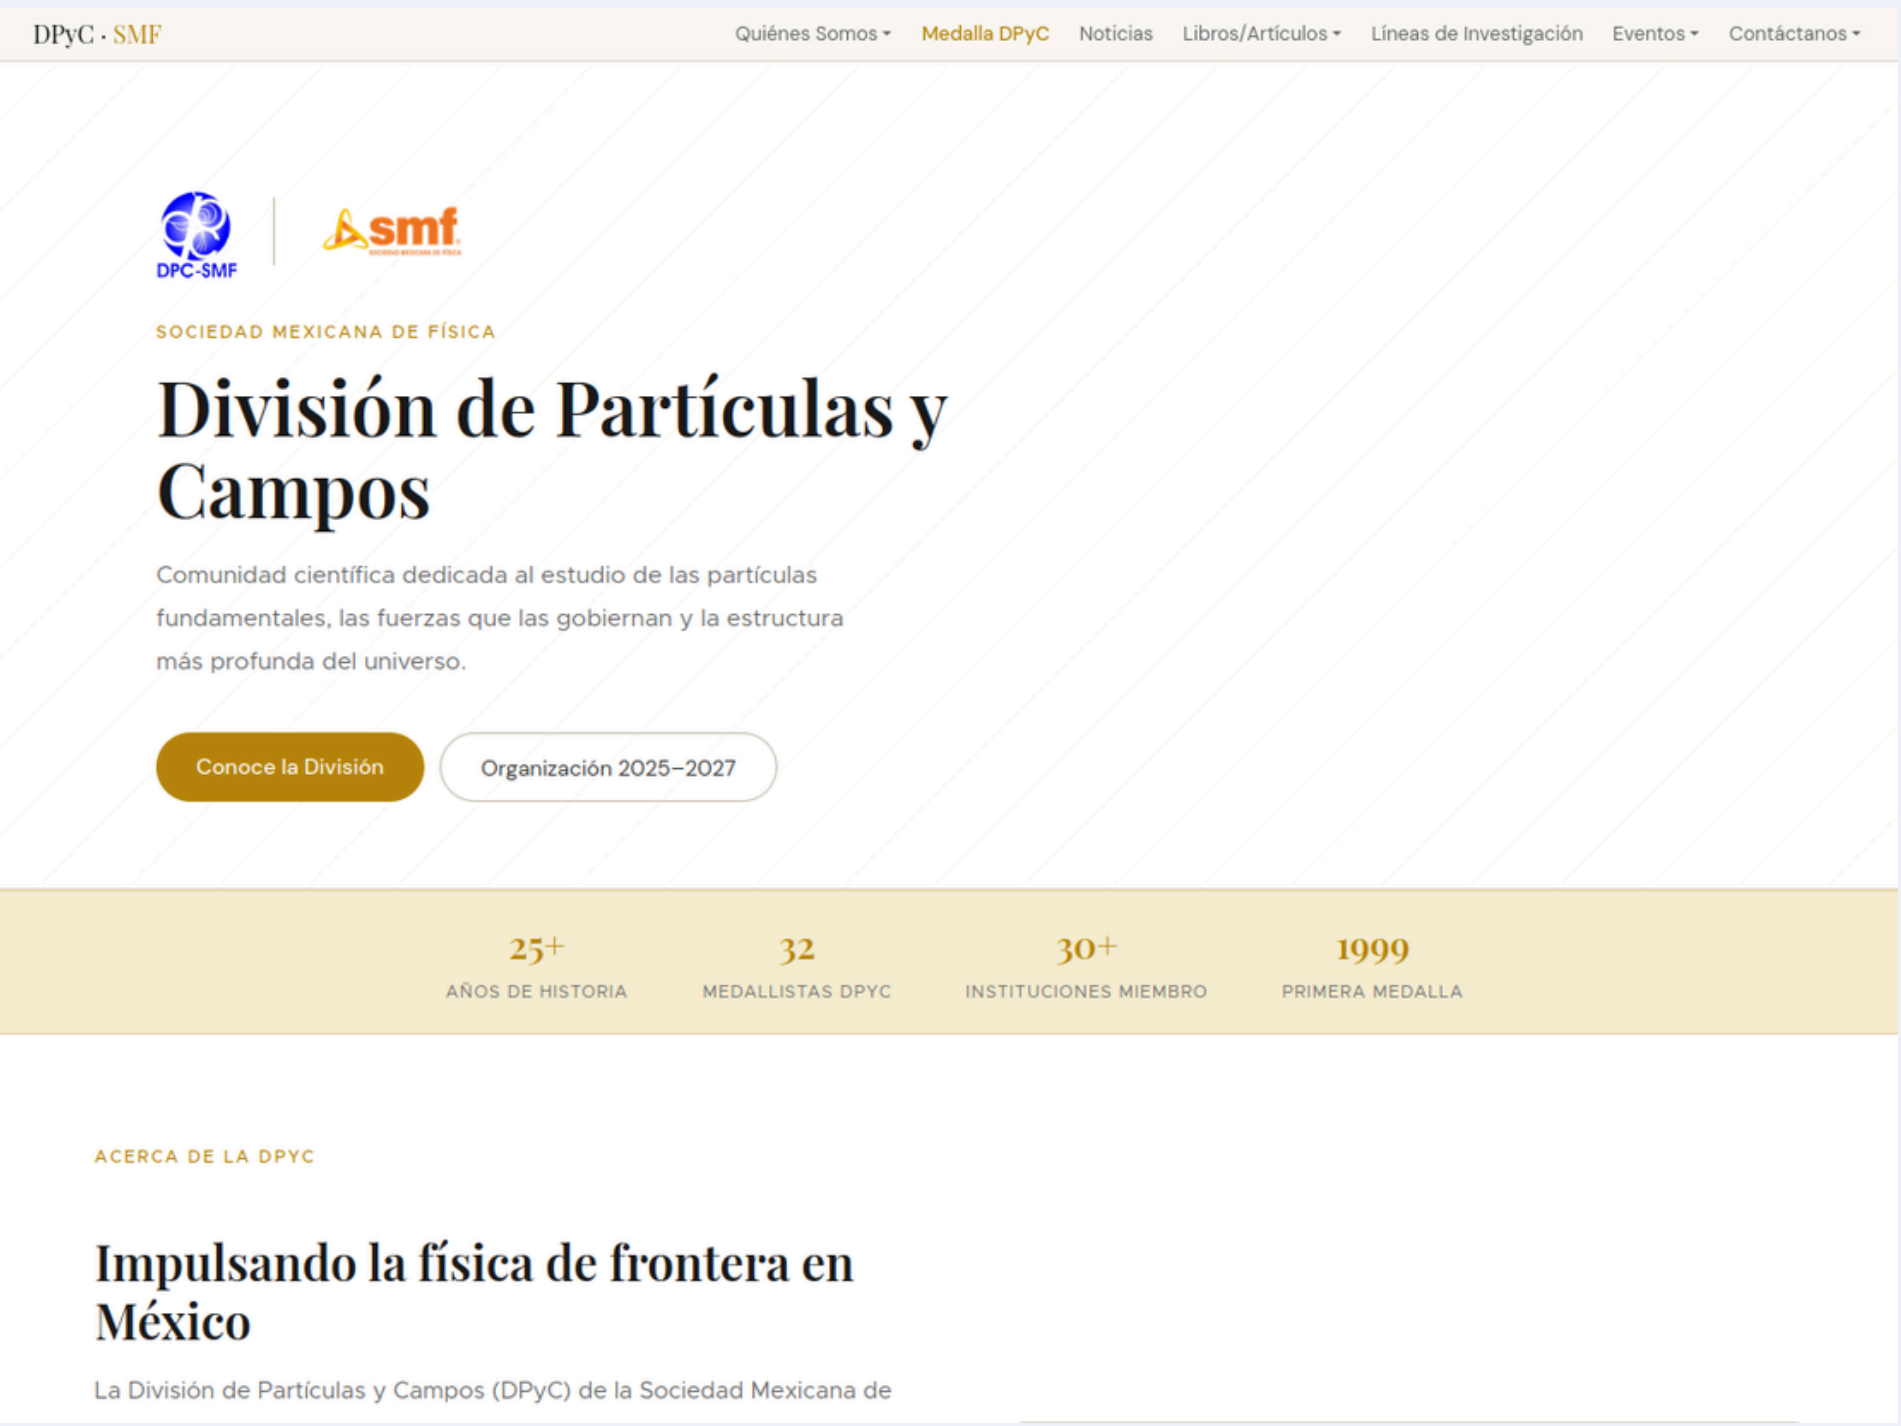 DPyC · SMF
Quiénes Somos
Medalla DPyC
Noticias
Libros/Artículos
Líneas de Investigación
Eventos
Contáctanos
DPC-SMF
smf
SOCIEDAD MEXICANA DE FÍSICA
SOCIEDAD MEXICANA DE FÍSICA
División de Partículas y
Campos
Comunidad científica dedicada al estudio de las partículas
fundamentales, las fuerzas que las gobiernan y la estructura
más profunda del universo.
Conoce la División
Organización 2025–2027
25+
AÑOS DE HISTORIA
32
MEDALLISTAS DPYC
30+
INSTITUCIONES MIEMBRO
1999
PRIMERA MEDALLA
ACERCA DE LA DPYC
Impulsando la física de frontera en
México
La División de Partículas y Campos (DPyC) de la Sociedad Mexicana de